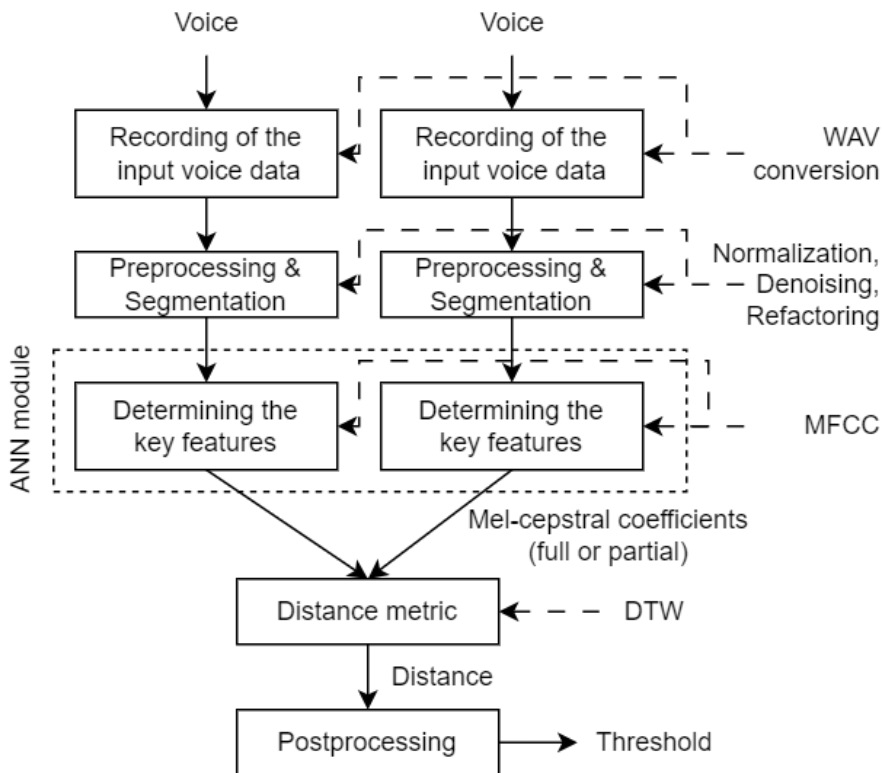 Voice
Voice
Recording of the
input voice data
Recording of the
input voice data
WAV
conversion
Preprocessing &
Segmentation
Preprocessing &
Segmentation
Normalization,
Denoising,
Refactoring
ANN module
Determining the
key features
Determining the
key features
MFCC
Mel-cepstral coefficients
(full or partial)
Distance metric
DTW
Distance
Postprocessing
Threshold